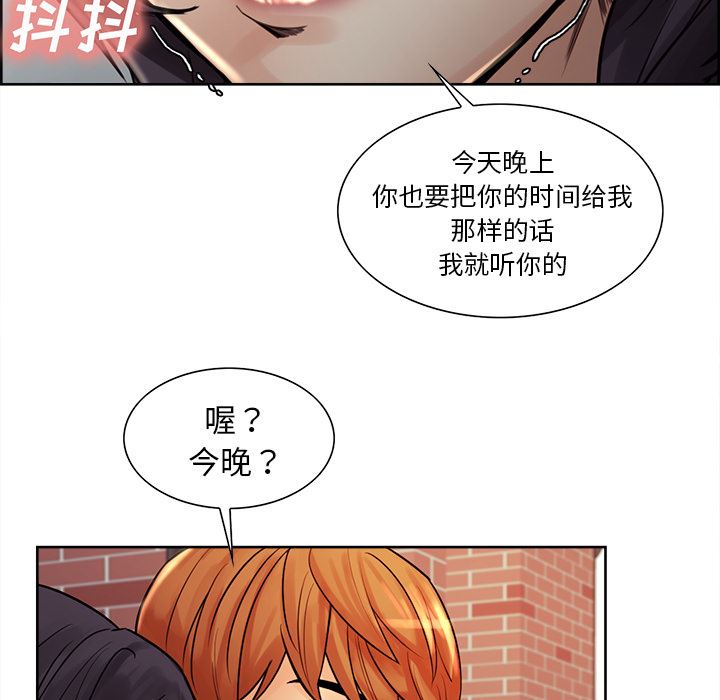 抖抖
今天晚上
你也要把你的时间给我
那样的话
我就听你的
喔？
今晚？